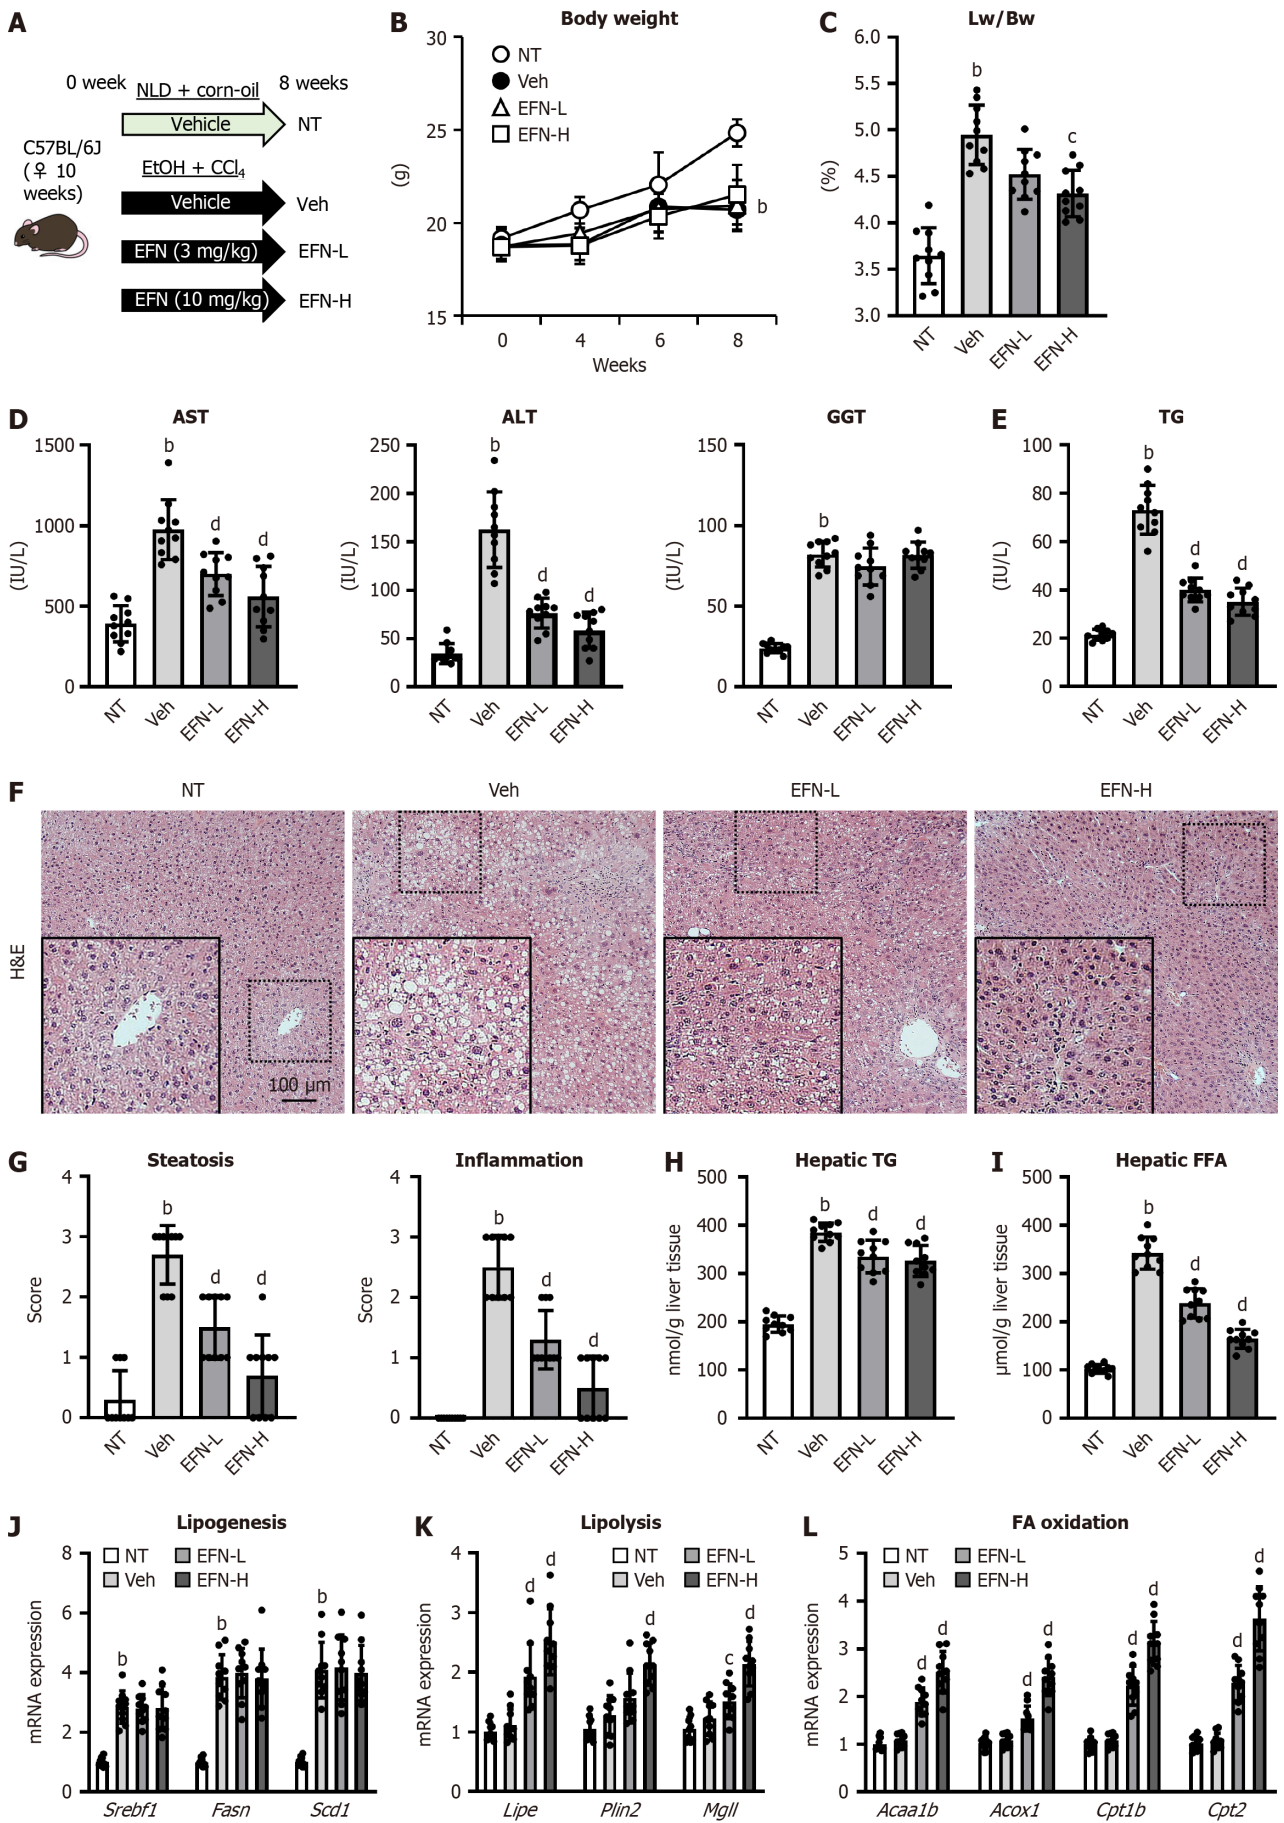 A
0 week
NLD + corn-oil
8 weeks
Vehicle
NT
C57BL/6J
(♀ 10
weeks)
EtOH + CCl4
Vehicle
Veh
EFN (3 mg/kg)
EFN-L
EFN (10 mg/kg)
EFN-H
B
Body weight
30
25
20
15
(g)
NT
Veh
EFN-L
EFN-H
b
0 4 6 8
Weeks
C
Lw/Bw
6.0
5.5
5.0
4.5
4.0
3.5
3.0
(%)
b
c
NT Veh EFN-L EFN-H
D
AST
1500
1000
500
0
(IU/L)
b
d
d
NT Veh EFN-L EFN-H
ALT
250
200
150
100
50
0
(IU/L)
b
d
d
NT Veh EFN-L EFN-H
GGT
150
100
50
0
(IU/L)
b
NT Veh EFN-L EFN-H
E
TG
100
80
60
40
20
0
(IU/L)
b
d
d
NT Veh EFN-L EFN-H
F
NT Veh EFN-L EFN-H
H&E
100 μm
G
Steatosis
4
3
2
1
0
Score
b
d
d
NT Veh EFN-L EFN-H
Inflammation
4
3
2
1
0
Score
b
d
d
NT Veh EFN-L EFN-H
H
Hepatic TG
500
400
300
200
100
0
nmol/g liver tissue
b
d
d
NT Veh EFN-L EFN-H
I
Hepatic FFA
500
400
300
200
100
0
μmol/g liver tissue
b
d
d
NT Veh EFN-L EFN-H
J
Lipogenesis
8
6
4
2
0
mRNA expression
NT EFN-L
Veh EFN-H
b
b
b
Srebf1 Fasn Scd1
K
Lipolysis
4
3
2
1
0
mRNA expression
NT EFN-L
Veh EFN-H
d
d
d
c
d
Lipe Plin2 Mgll
L
FA oxidation
5
4
3
2
1
0
mRNA expression
NT EFN-L
Veh EFN-H
d
d
d
d
d
d
d
d
Acaa1b Acox1 Cpt1b Cpt2